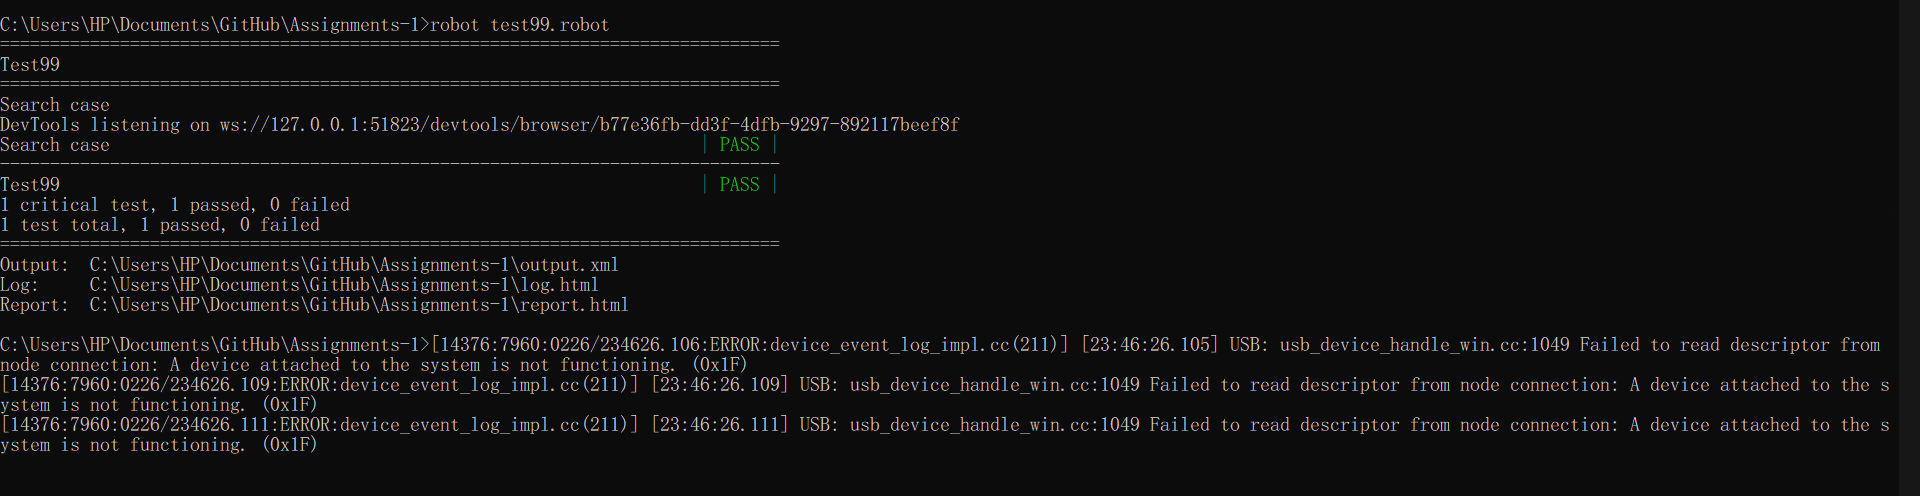 C:\Users\HP\Documents\GitHub\Assignments-1>robot test99.robot
==============================================================================
Test99
==============================================================================
Search case
DevTools listening on ws://127.0.0.1:51823/devtools/browser/b77e36fb-dd3f-4dfb-9297-892117beef8f
Search case                                                           | PASS |
------------------------------------------------------------------------------
Test99                                                                | PASS |
1 critical test, 1 passed, 0 failed
1 test total, 1 passed, 0 failed
==============================================================================
Output:  C:\Users\HP\Documents\GitHub\Assignments-1\output.xml
Log:     C:\Users\HP\Documents\GitHub\Assignments-1\log.html
Report:  C:\Users\HP\Documents\GitHub\Assignments-1\report.html

C:\Users\HP\Documents\GitHub\Assignments-1>[14376:7960:0226/234626.106:ERROR:device_event_log_impl.cc(211)] [23:46:26.105] USB: usb_device_handle_win.cc:1049 Failed to read descriptor from
node connection: A device attached to the system is not functioning. (0x1F)
[14376:7960:0226/234626.109:ERROR:device_event_log_impl.cc(211)] [23:46:26.109] USB: usb_device_handle_win.cc:1049 Failed to read descriptor from node connection: A device attached to the s
ystem is not functioning. (0x1F)
[14376:7960:0226/234626.111:ERROR:device_event_log_impl.cc(211)] [23:46:26.111] USB: usb_device_handle_win.cc:1049 Failed to read descriptor from node connection: A device attached to the s
ystem is not functioning. (0x1F)